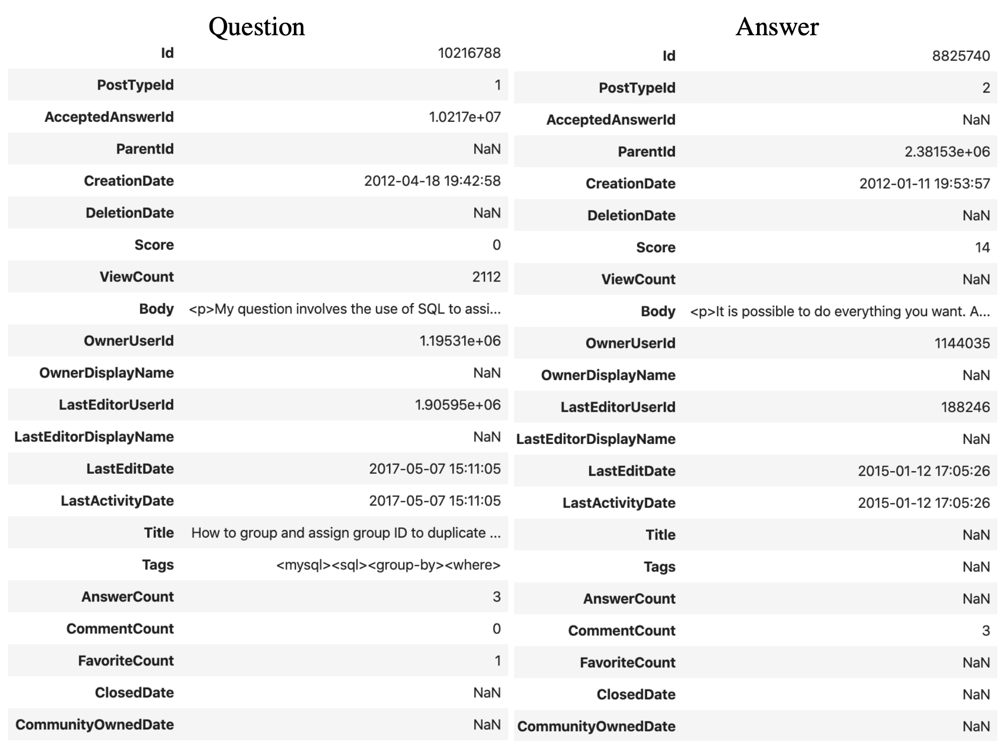 Question
Id 10216788
PostTypeId 1
AcceptedAnswerId 1.0217e+07
ParentId NaN
CreationDate 2012-04-18 19:42:58
DeletionDate NaN
Score 0
ViewCount 2112
Body <p>My question involves the use of SQL to assi...
OwnerUserId 1.19531e+06
OwnerDisplayName NaN
LastEditorUserId 1.90595e+06
LastEditorDisplayName NaN
LastEditDate 2017-05-07 15:11:05
LastActivityDate 2017-05-07 15:11:05
Title How to group and assign group ID to duplicate ...
Tags <mysql><sql><group-by><where>
AnswerCount 3
CommentCount 0
FavoriteCount 1
ClosedDate NaN
CommunityOwnedDate NaN
Answer
Id 8825740
PostTypeId 2
AcceptedAnswerId NaN
ParentId 2.38153e+06
CreationDate 2012-01-11 19:53:57
DeletionDate NaN
Score 14
ViewCount NaN
Body <p>It is possible to do everything you want. A...
OwnerUserId 1144035
OwnerDisplayName NaN
LastEditorUserId 188246
LastEditorDisplayName NaN
LastEditDate 2015-01-12 17:05:26
LastActivityDate 2015-01-12 17:05:26
Title NaN
Tags NaN
AnswerCount NaN
CommentCount 3
FavoriteCount NaN
ClosedDate NaN
CommunityOwnedDate NaN